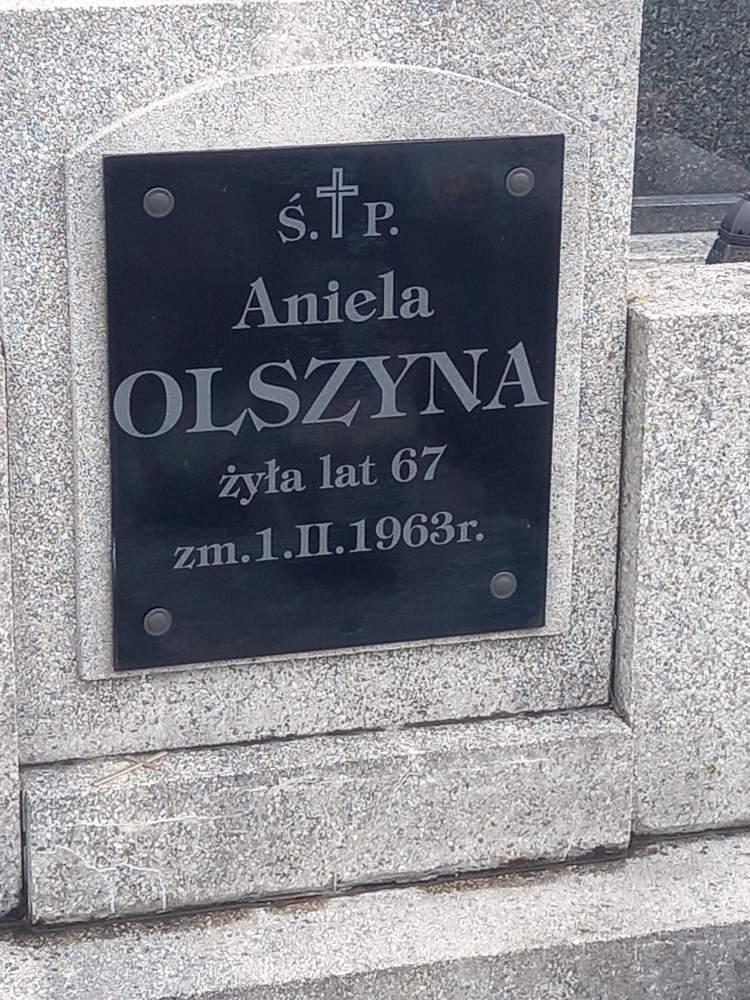 Ś.†P.
Aniela
OLSZYNA
żyła lat 67
zm.1.II.1963r.